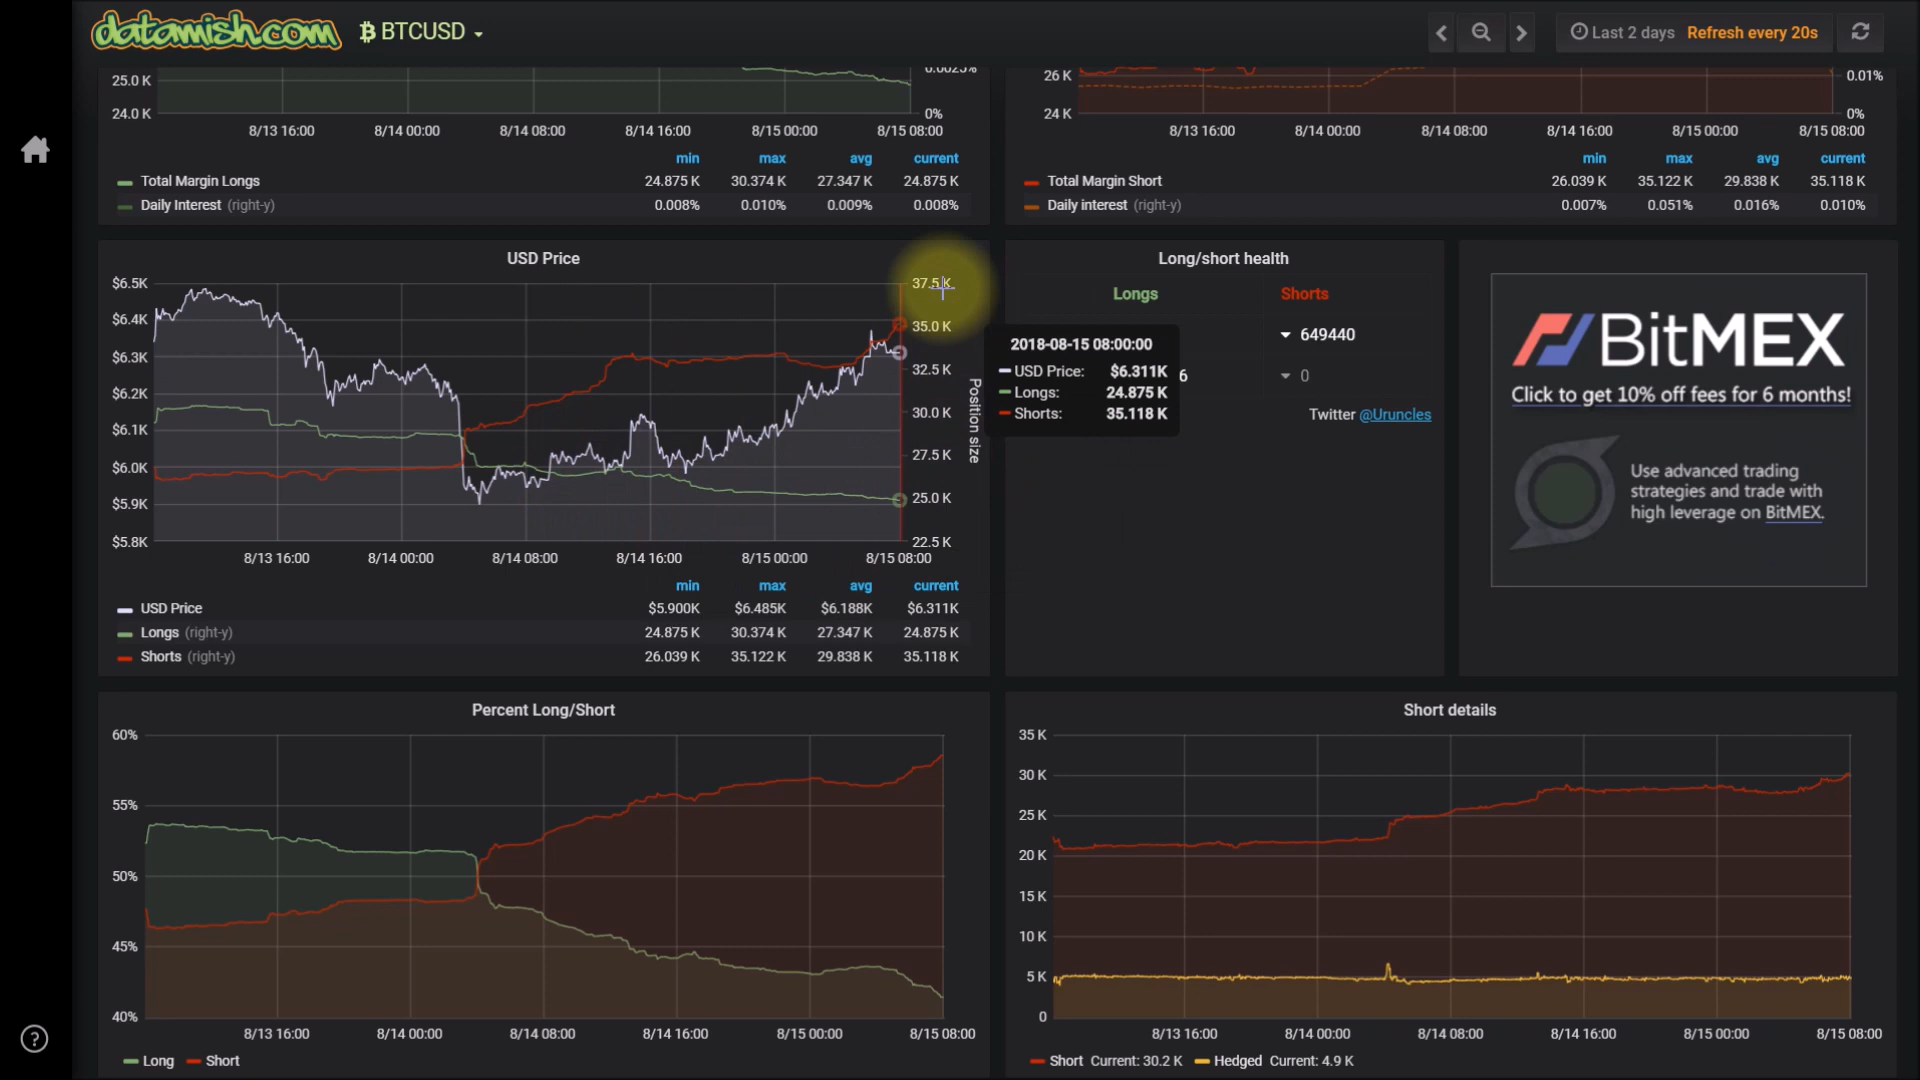 datamish.com
BTCUSD
Last 2 days Refresh every 20s
25.0 K
24.0 K
0.0025%
0%
8/13 16:00 8/14 00:00 8/14 08:00 8/14 16:00 8/15 00:00 8/15 08:00
min max avg current
Total Margin Longs 24.875 K 30.374 K 27.347 K 24.875 K
Daily Interest (right-y) 0.008% 0.010% 0.009% 0.008%
26 K
24 K
0.01%
0%
8/13 16:00 8/14 00:00 8/14 08:00 8/14 16:00 8/15 00:00 8/15 08:00
min max avg current
Total Margin Short 26.039 K 35.122 K 29.838 K 35.118 K
Daily interest (right-y) 0.007% 0.051% 0.016% 0.010%
USD Price
$6.5K
$6.4K
$6.3K
$6.2K
$6.1K
$6.0K
$5.9K
$5.8K
37.5 K
35.0 K
32.5 K
30.0 K
27.5 K
25.0 K
22.5 K
Position size
8/13 16:00 8/14 00:00 8/14 08:00 8/14 16:00 8/15 00:00 8/15 08:00
min max avg current
USD Price $5.900K $6.485K $6.188K $6.311K
Longs (right-y) 24.875 K 30.374 K 27.347 K 24.875 K
Shorts (right-y) 26.039 K 35.122 K 29.838 K 35.118 K
2018-08-15 08:00:00
USD Price: $6.311K
Longs: 24.875 K
Shorts: 35.118 K
Long/short health
Longs Shorts
649440
6 0
Twitter @Uruncles
BitMEX
Click to get 10% off fees for 6 months!
Use advanced trading
strategies and trade with
high leverage on BitMEX.
Percent Long/Short
60%
55%
50%
45%
40%
8/13 16:00 8/14 00:00 8/14 08:00 8/14 16:00 8/15 00:00 8/15 08:00
Long Short
Short details
35 K
30 K
25 K
20 K
15 K
10 K
5 K
0
8/13 16:00 8/14 00:00 8/14 08:00 8/14 16:00 8/15 00:00 8/15 08:00
Short Current: 30.2 K Hedged Current: 4.9 K
?